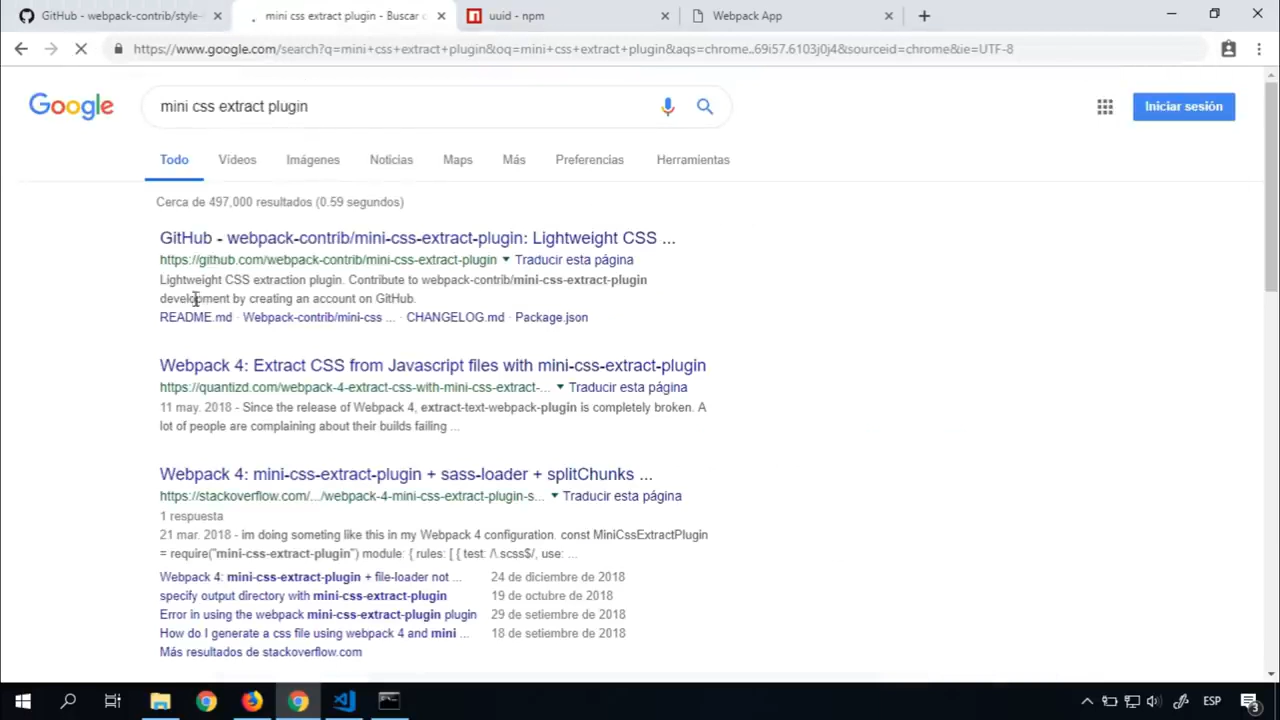 GitHub - webpack-contrib/style-
mini css extract plugin - Buscar c
uuid - npm
Webpack App
https://www.google.com/search?q=mini+css+extract+plugin&oq=mini+css+extract+plugin&aqs=chrome..69i57.6103j0j4&sourceid=chrome&ie=UTF-8
Google
mini css extract plugin
Iniciar sesión
Todo
Vídeos
Imágenes
Noticias
Maps
Más
Preferencias
Herramientas
Cerca de 497,000 resultados (0.59 segundos)
GitHub - webpack-contrib/mini-css-extract-plugin: Lightweight CSS ...
https://github.com/webpack-contrib/mini-css-extract-plugin ▼ Traducir esta página
Lightweight CSS extraction plugin. Contribute to webpack-contrib/mini-css-extract-plugin
development by creating an account on GitHub.
README.md · Webpack-contrib/mini-css ... · CHANGELOG.md · Package.json
Webpack 4: Extract CSS from Javascript files with mini-css-extract-plugin
https://quantizd.com/webpack-4-extract-css-with-mini-css-extract-... ▼ Traducir esta página
11 may. 2018 - Since the release of Webpack 4, extract-text-webpack-plugin is completely broken. A
lot of people are complaining about their builds failing ...
Webpack 4: mini-css-extract-plugin + sass-loader + splitChunks ...
https://stackoverflow.com/.../webpack-4-mini-css-extract-plugin-s... ▼ Traducir esta página
1 respuesta
21 mar. 2018 - im doing someting like this in my Webpack 4 configuration. const MiniCssExtractPlugin
= require("mini-css-extract-plugin") module: { rules: [ { test: /\.scss$/, use: ...
Webpack 4: mini-css-extract-plugin + file-loader not ... 24 de diciembre de 2018
specify output directory with mini-css-extract-plugin 19 de octubre de 2018
Error in using the webpack mini-css-extract-plugin plugin 29 de setiembre de 2018
How do I generate a css file using webpack 4 and mini ... 18 de setiembre de 2018
Más resultados de stackoverflow.com
ESP
3